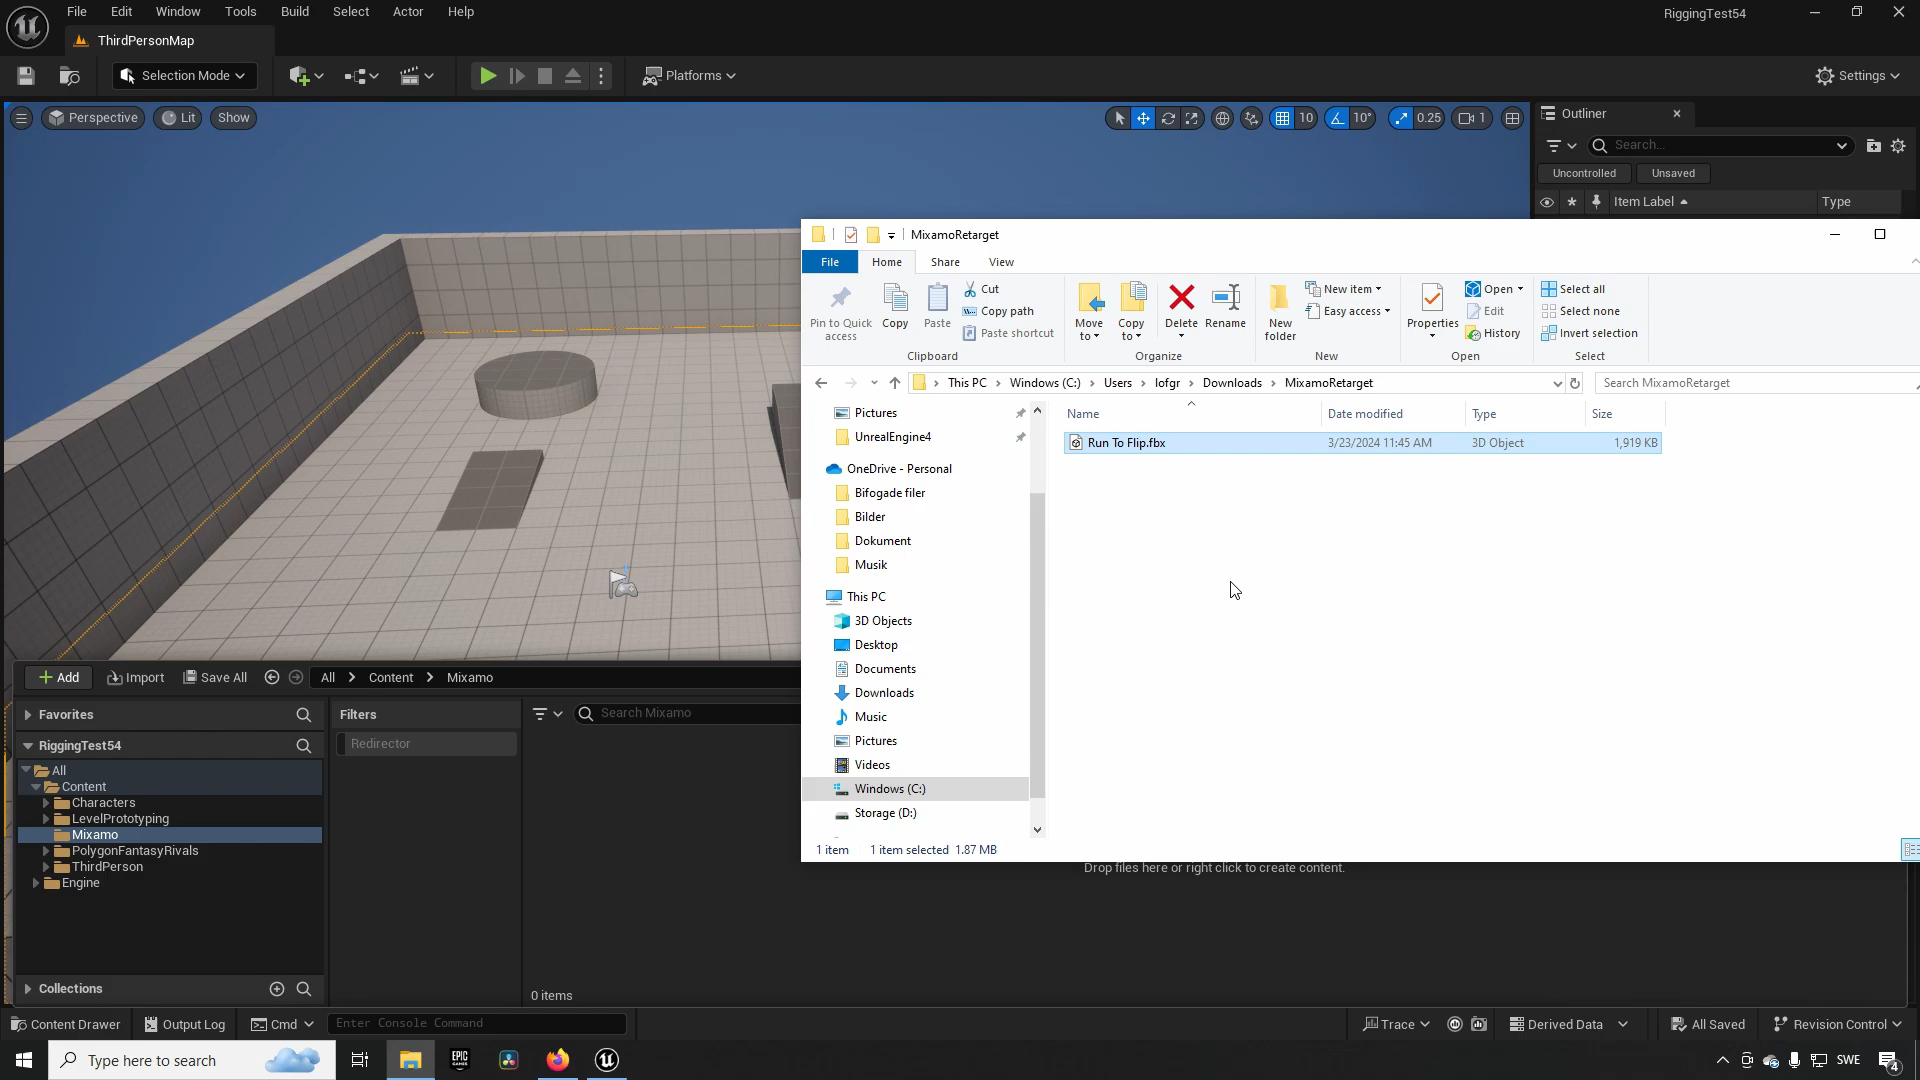 File Edit Window Tools Build Select Actor Help
RiggingTest54
ThirdPersonMap
Selection Mode
Platforms
Settings
Perspective
Lit
Show
10
10°
0.25
1
Outliner
Search...
Uncontrolled
Unsaved
Item Label
Type
MixamoRetarget
File
Home
Share
View
Pin to Quick access
Copy
Paste
Cut
Copy path
Paste shortcut
Clipboard
Move to
Copy to
Delete
Rename
Organize
New folder
New item
Easy access
New
Properties
Open
Edit
History
Open
Select all
Select none
Invert selection
Select
This PC
Windows (C:)
Users
lofgr
Downloads
MixamoRetarget
Search MixamoRetarget
Name
Date modified
Type
Size
Run To Flip.fbx
3/23/2024 11:45 AM
3D Object
1,919 KB
Pictures
UnrealEngine4
OneDrive - Personal
Bifogade filer
Bilder
Dokument
Musik
This PC
3D Objects
Desktop
Documents
Downloads
Music
Pictures
Videos
Windows (C:)
Storage (D:)
1 item
1 item selected 1.87 MB
Add
Import
Save All
All
Content
Mixamo
Favorites
Filters
Search Mixamo
RiggingTest54
Redirector
All
Content
Characters
LevelPrototyping
Mixamo
PolygonFantasyRivals
ThirdPerson
Engine
Drop files here or right click to create content.
Collections
0 items
Content Drawer
Output Log
Cmd
Enter Console Command
Trace
Derived Data
All Saved
Revision Control
Type here to search
EPIC GAMES
SWE
4